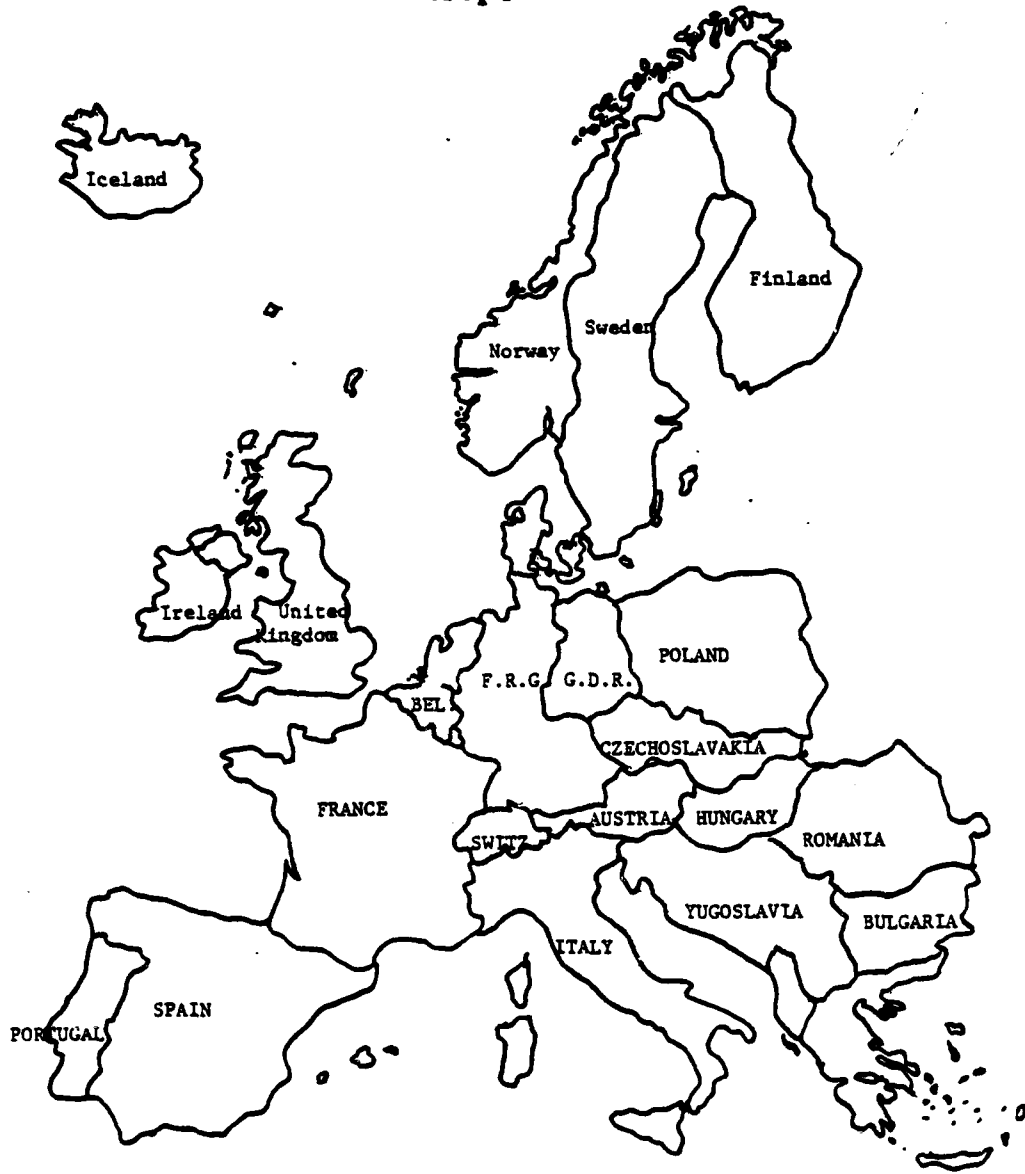 Iceland
Finland
Sweden
Norway
Ireland
United
Kingdom
POLAND
F.R.G.
G.D.R.
BEL.
CZECHOSLAVAKIA
FRANCE
AUSTRIA
HUNGARY
SWITZ
ROMANIA
YUGOSLAVIA
BULGARIA
ITALY
SPAIN
PORTUGAL